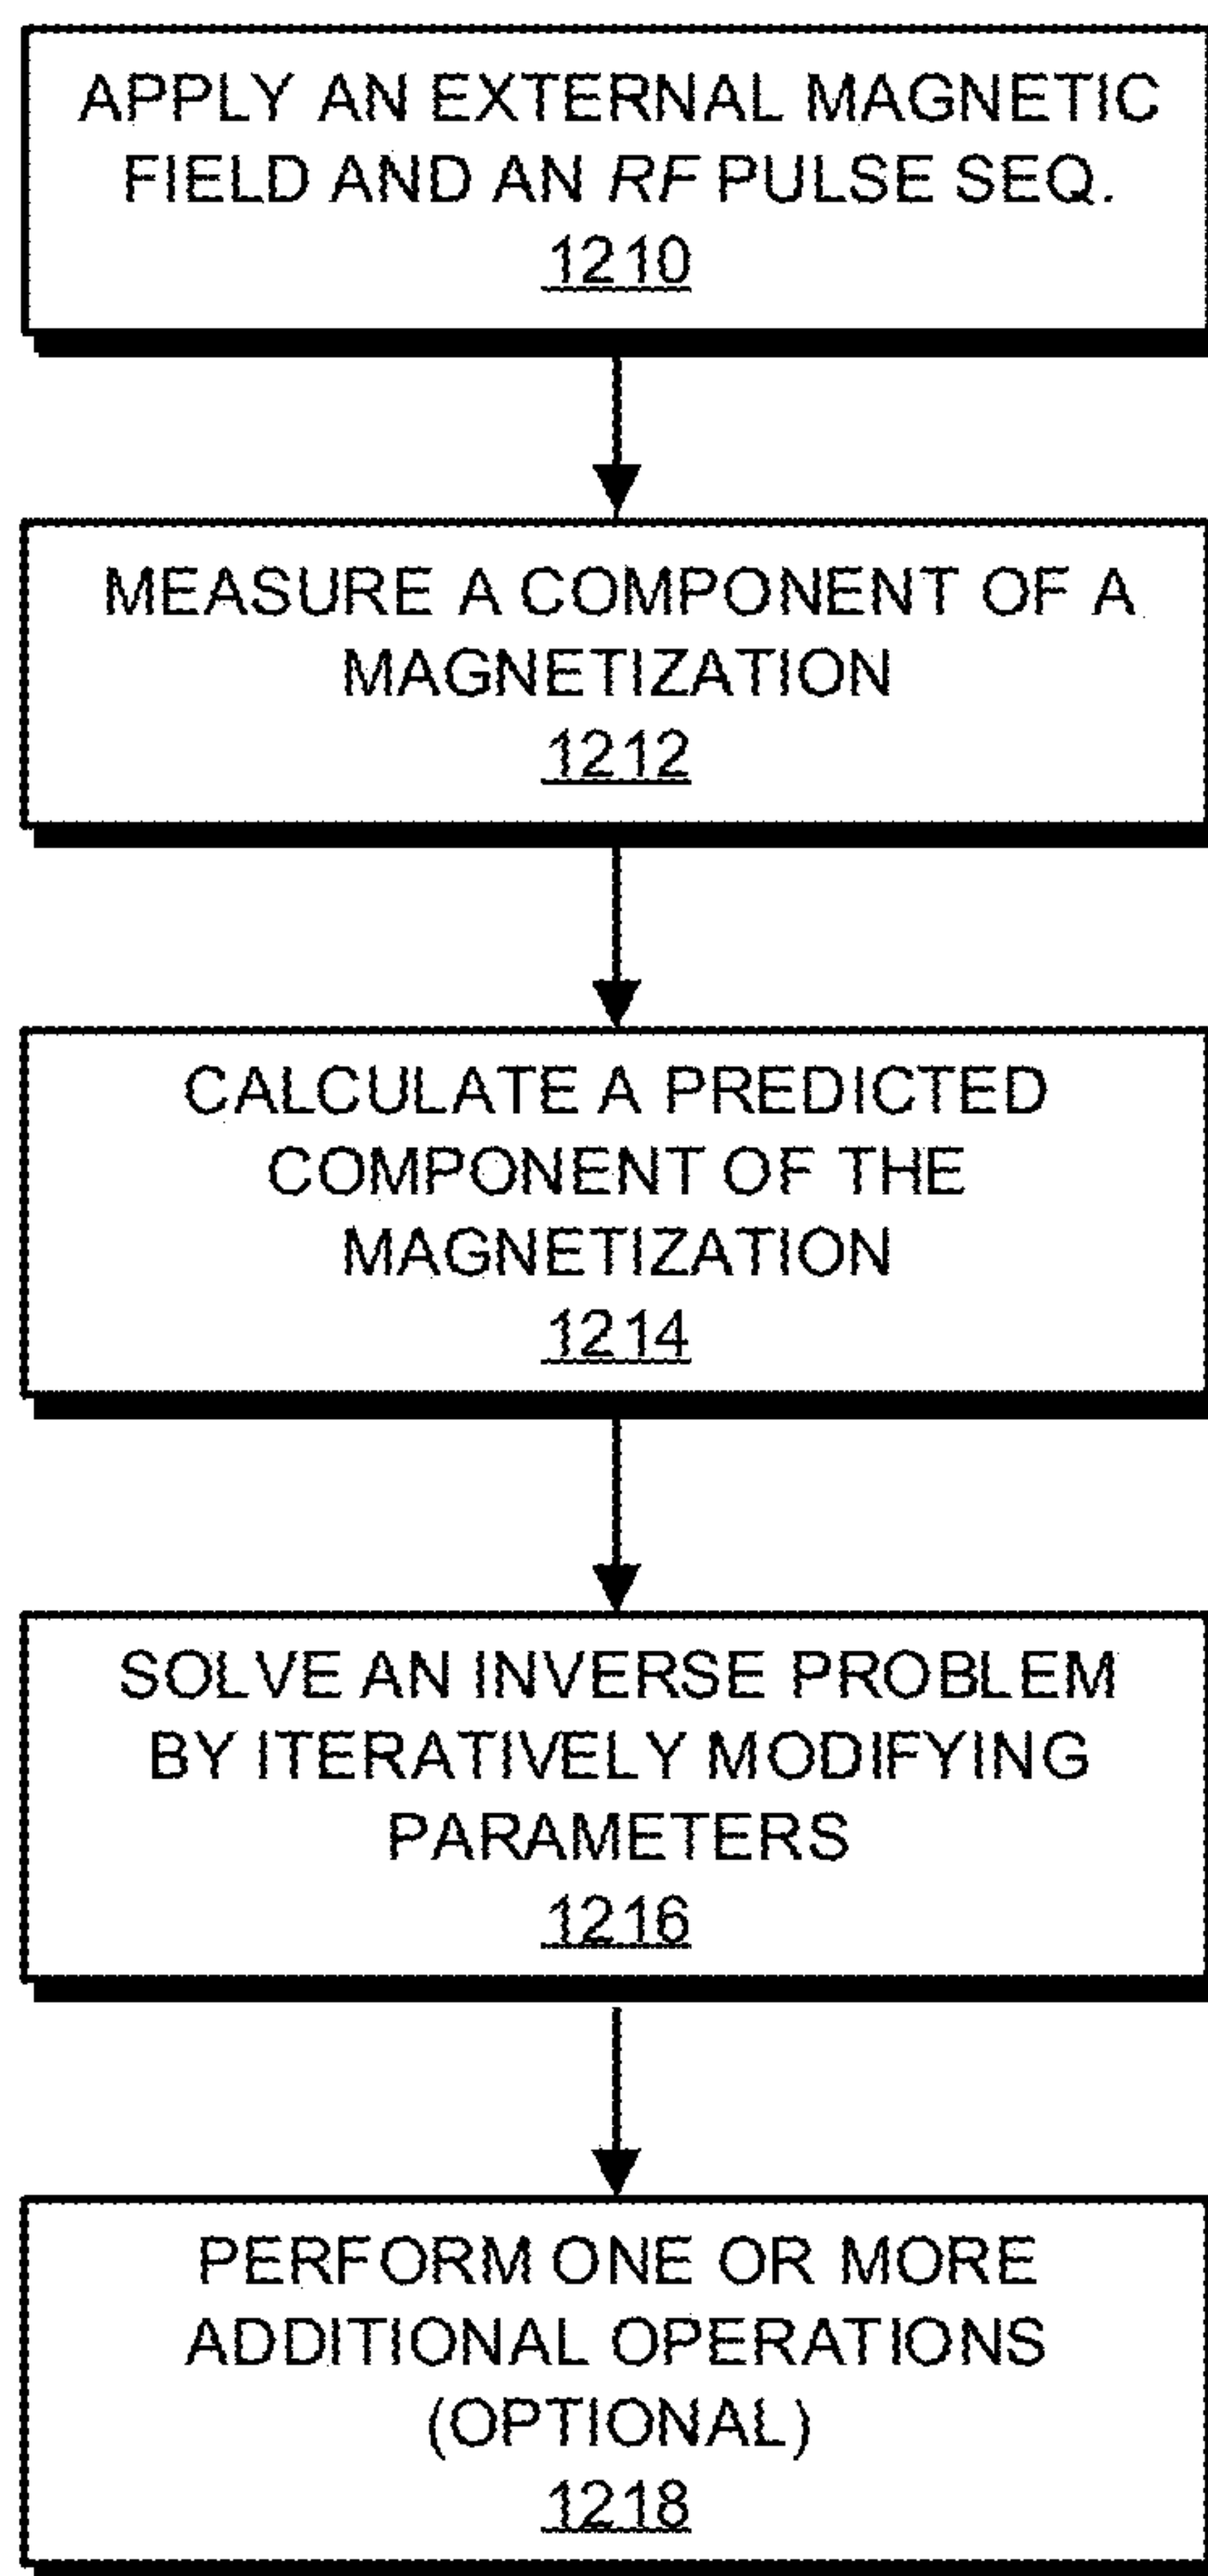 APPLY AN EXTERNAL MAGNETIC
FIELD AND AN RF PULSE SEQ.
1210
MEASURE A COMPONENT OF A
MAGNETIZATION
1212
CALCULATE A PREDICTED
COMPONENT OF THE
MAGNETIZATION
1214
SOLVE AN INVERSE PROBLEM
BY ITERATIVELY MODIFYING
PARAMETERS
1216
PERFORM ONE OR MORE
ADDITIONAL OPERATIONS
(OPTIONAL)
1218